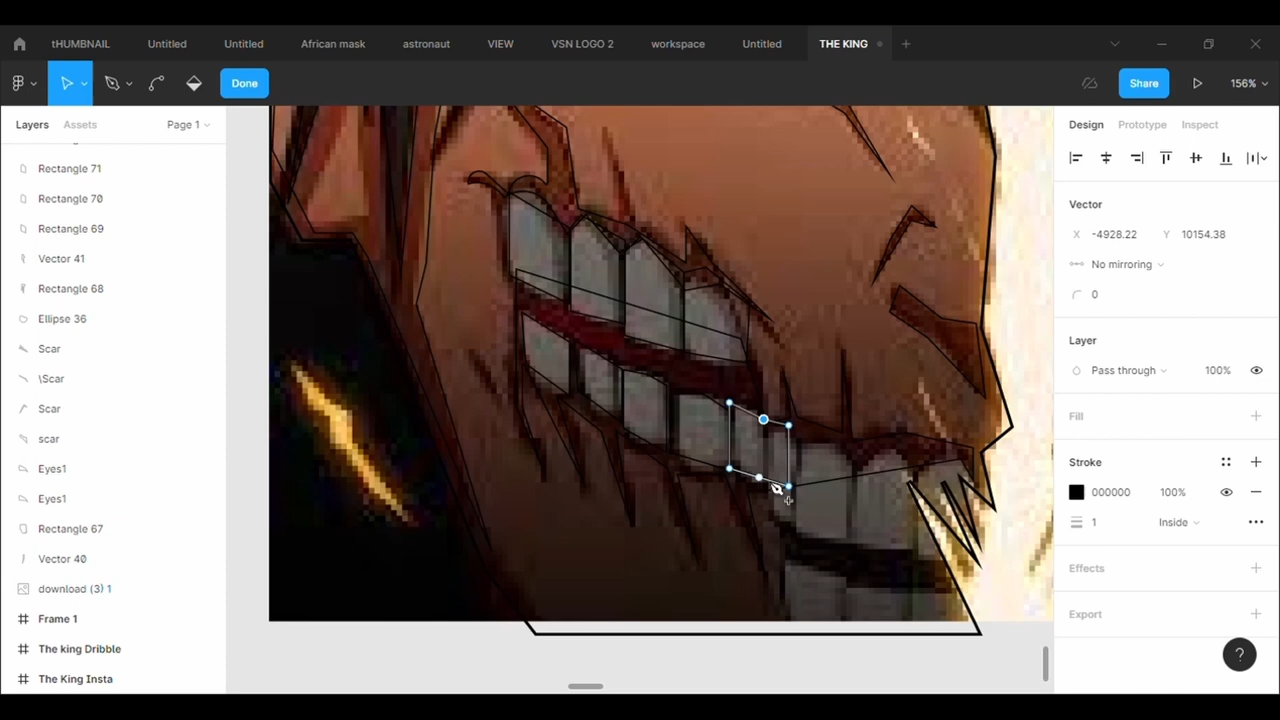 tHUMBNAIL Untitled Untitled African mask astronaut VIEW VSN LOGO 2 workspace Untitled THE KING
Done Share 156%
Layers Assets Page 1
Rectangle 71
Rectangle 70
Rectangle 69
Vector 41
Rectangle 68
Ellipse 36
Scar
\Scar
Scar
scar
Eyes1
Eyes1
Rectangle 67
Vector 40
download (3) 1
Frame 1
The king Dribble
The King Insta
Design Prototype Inspect
Vector
X -4928.22 Y 10154.38
No mirroring
0
Layer
Pass through 100%
Fill
Stroke
000000 100%
1 Inside
Effects
Export
?